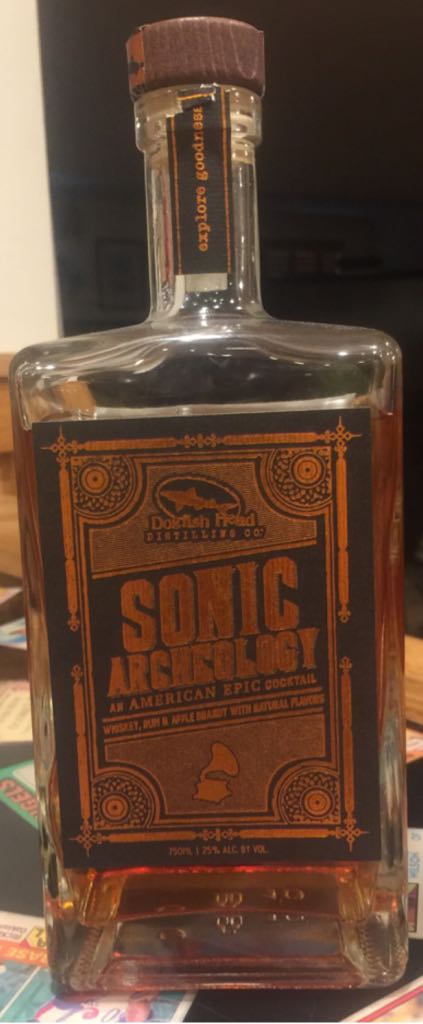 explore goodness
Dogfish Head
DISTILLING CO.
SONIC
ARCHEOLOGY
AN AMERICAN EPIC COCKTAIL
WHISKEY, RUM & APPLE BRANDY WITH NATURAL FLAVORS
750ML | 25% ALC. BY VOL.